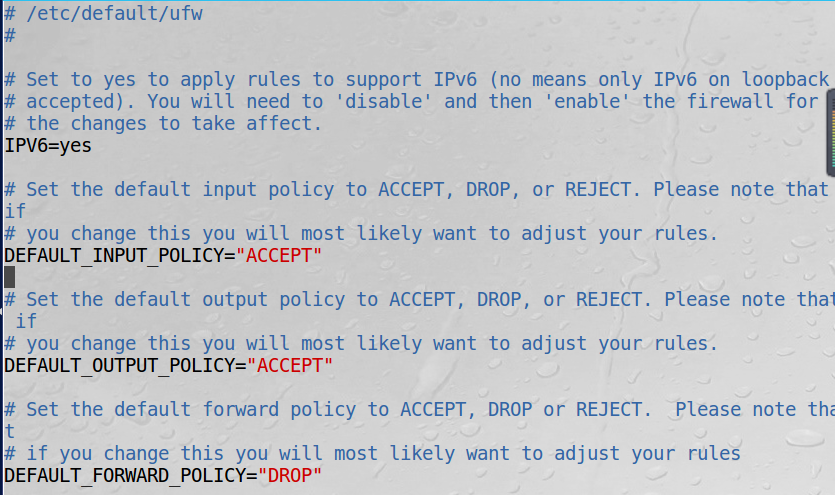 # /etc/default/ufw
#
# Set to yes to apply rules to support IPv6 (no means only IPv6 on loopback
# accepted). You will need to 'disable' and then 'enable' the firewall for
# the changes to take affect.
IPV6=yes
# Set the default input policy to ACCEPT, DROP, or REJECT. Please note that
if
# you change this you will most likely want to adjust your rules.
DEFAULT_INPUT_POLICY="ACCEPT"
# Set the default output policy to ACCEPT, DROP, or REJECT. Please note that
if
# you change this you will most likely want to adjust your rules.
DEFAULT_OUTPUT_POLICY="ACCEPT"
# Set the default forward policy to ACCEPT, DROP or REJECT.  Please note tha
t
# if you change this you will most likely want to adjust your rules
DEFAULT_FORWARD_POLICY="DROP"